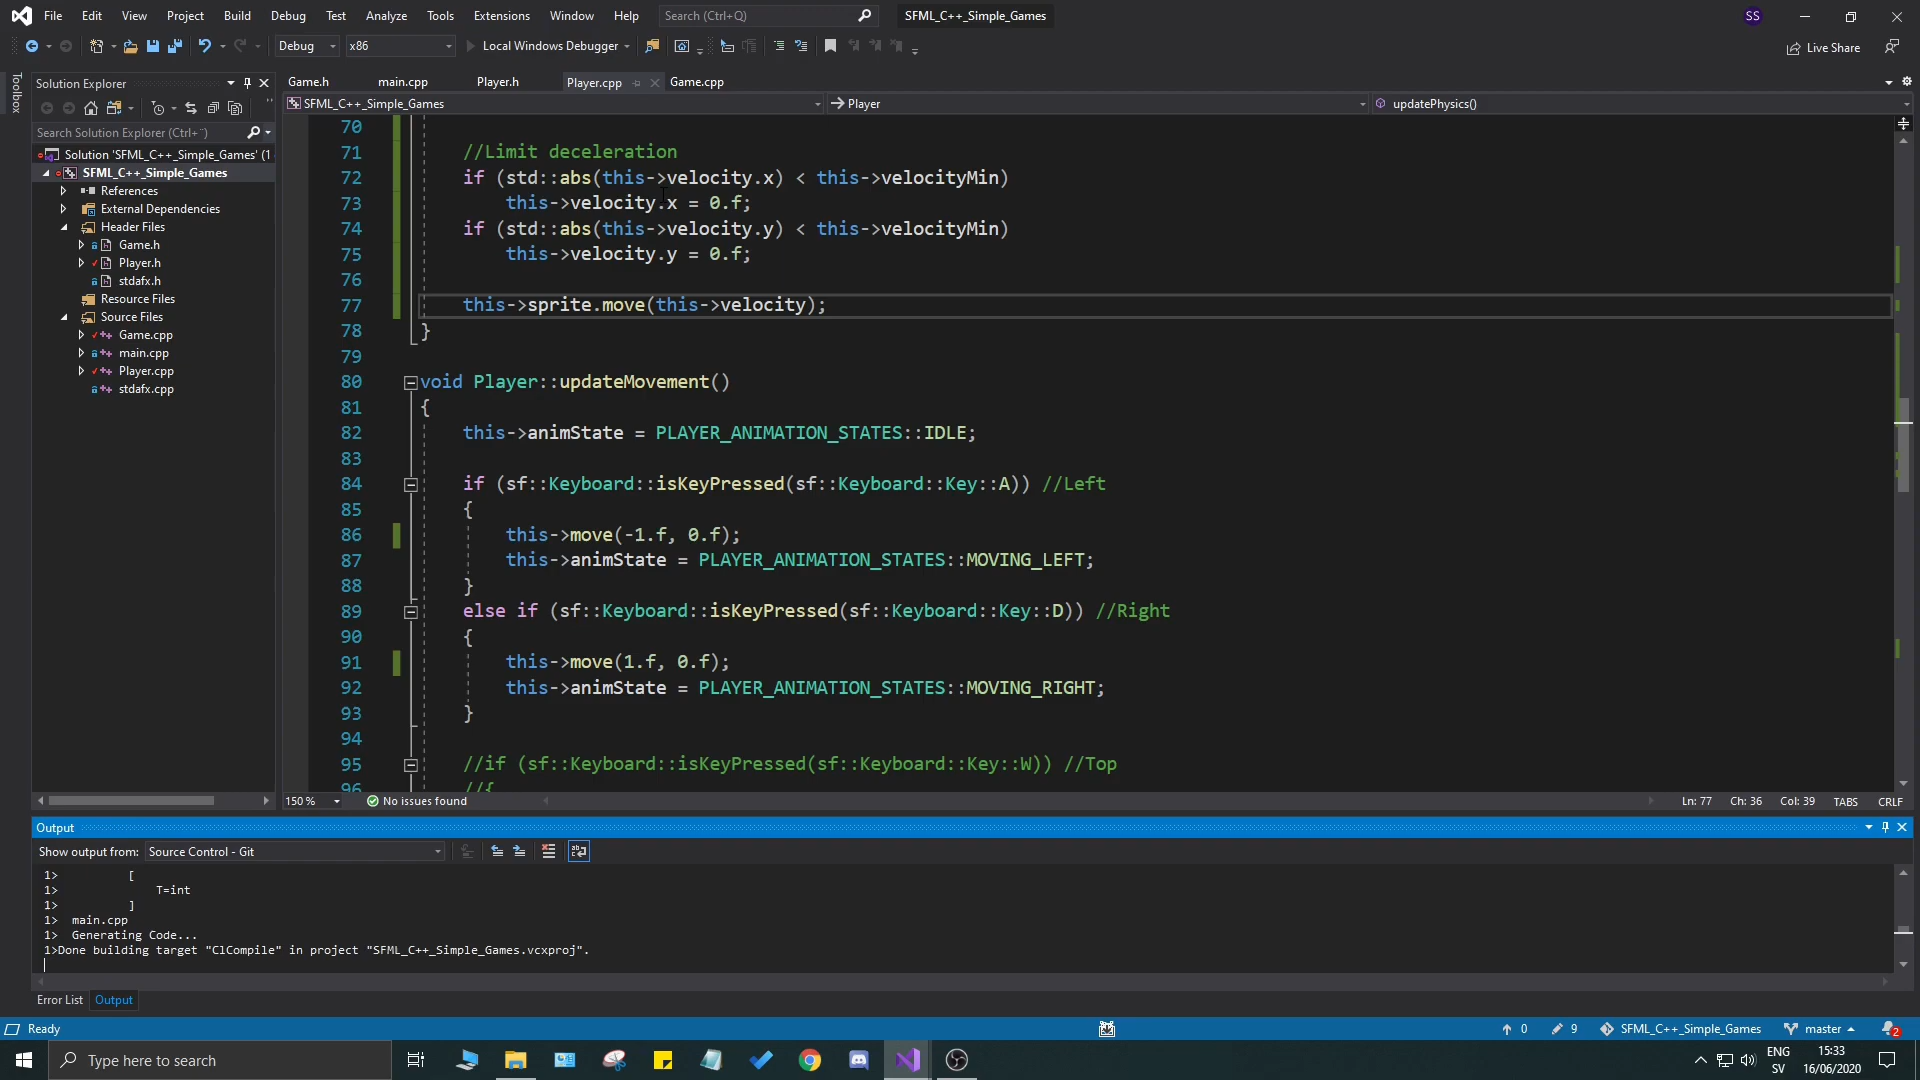 File Edit View Project Build Debug Test Analyze Tools Extensions Window Help Search (Ctrl+Q) SFML_C++_Simple_Games SS
Debug x86 Local Windows Debugger Live Share
Toolbox
Solution Explorer
Search Solution Explorer (Ctrl+¨)
Solution 'SFML_C++_Simple_Games' (1
SFML_C++_Simple_Games
References
External Dependencies
Header Files
Game.h
Player.h
stdafx.h
Resource Files
Source Files
Game.cpp
main.cpp
Player.cpp
stdafx.cpp
Game.h main.cpp Player.h Player.cpp Game.cpp
SFML_C++_Simple_Games Player updatePhysics()
70
71 //Limit deceleration
72 if (std::abs(this->velocity.x) < this->velocityMin)
73 this->velocity.x = 0.f;
74 if (std::abs(this->velocity.y) < this->velocityMin)
75 this->velocity.y = 0.f;
76
77 this->sprite.move(this->velocity);
78 }
79
80 void Player::updateMovement()
81 {
82 this->animState = PLAYER_ANIMATION_STATES::IDLE;
83
84 if (sf::Keyboard::isKeyPressed(sf::Keyboard::Key::A)) //Left
85 {
86 this->move(-1.f, 0.f);
87 this->animState = PLAYER_ANIMATION_STATES::MOVING_LEFT;
88 }
89 else if (sf::Keyboard::isKeyPressed(sf::Keyboard::Key::D)) //Right
90 {
91 this->move(1.f, 0.f);
92 this->animState = PLAYER_ANIMATION_STATES::MOVING_RIGHT;
93 }
94
95 //if (sf::Keyboard::isKeyPressed(sf::Keyboard::Key::W)) //Top
96 //{
150 % No issues found Ln: 77 Ch: 36 Col: 39 TABS CRLF
Output
Show output from: Source Control - Git
1> [
1> T=int
1> ]
1> main.cpp
1> Generating Code...
1>Done building target "ClCompile" in project "SFML_C++_Simple_Games.vcxproj".
Error List Output
Ready 0 9 SFML_C++_Simple_Games master 2
Type here to search ENG SV 15:33 16/06/2020